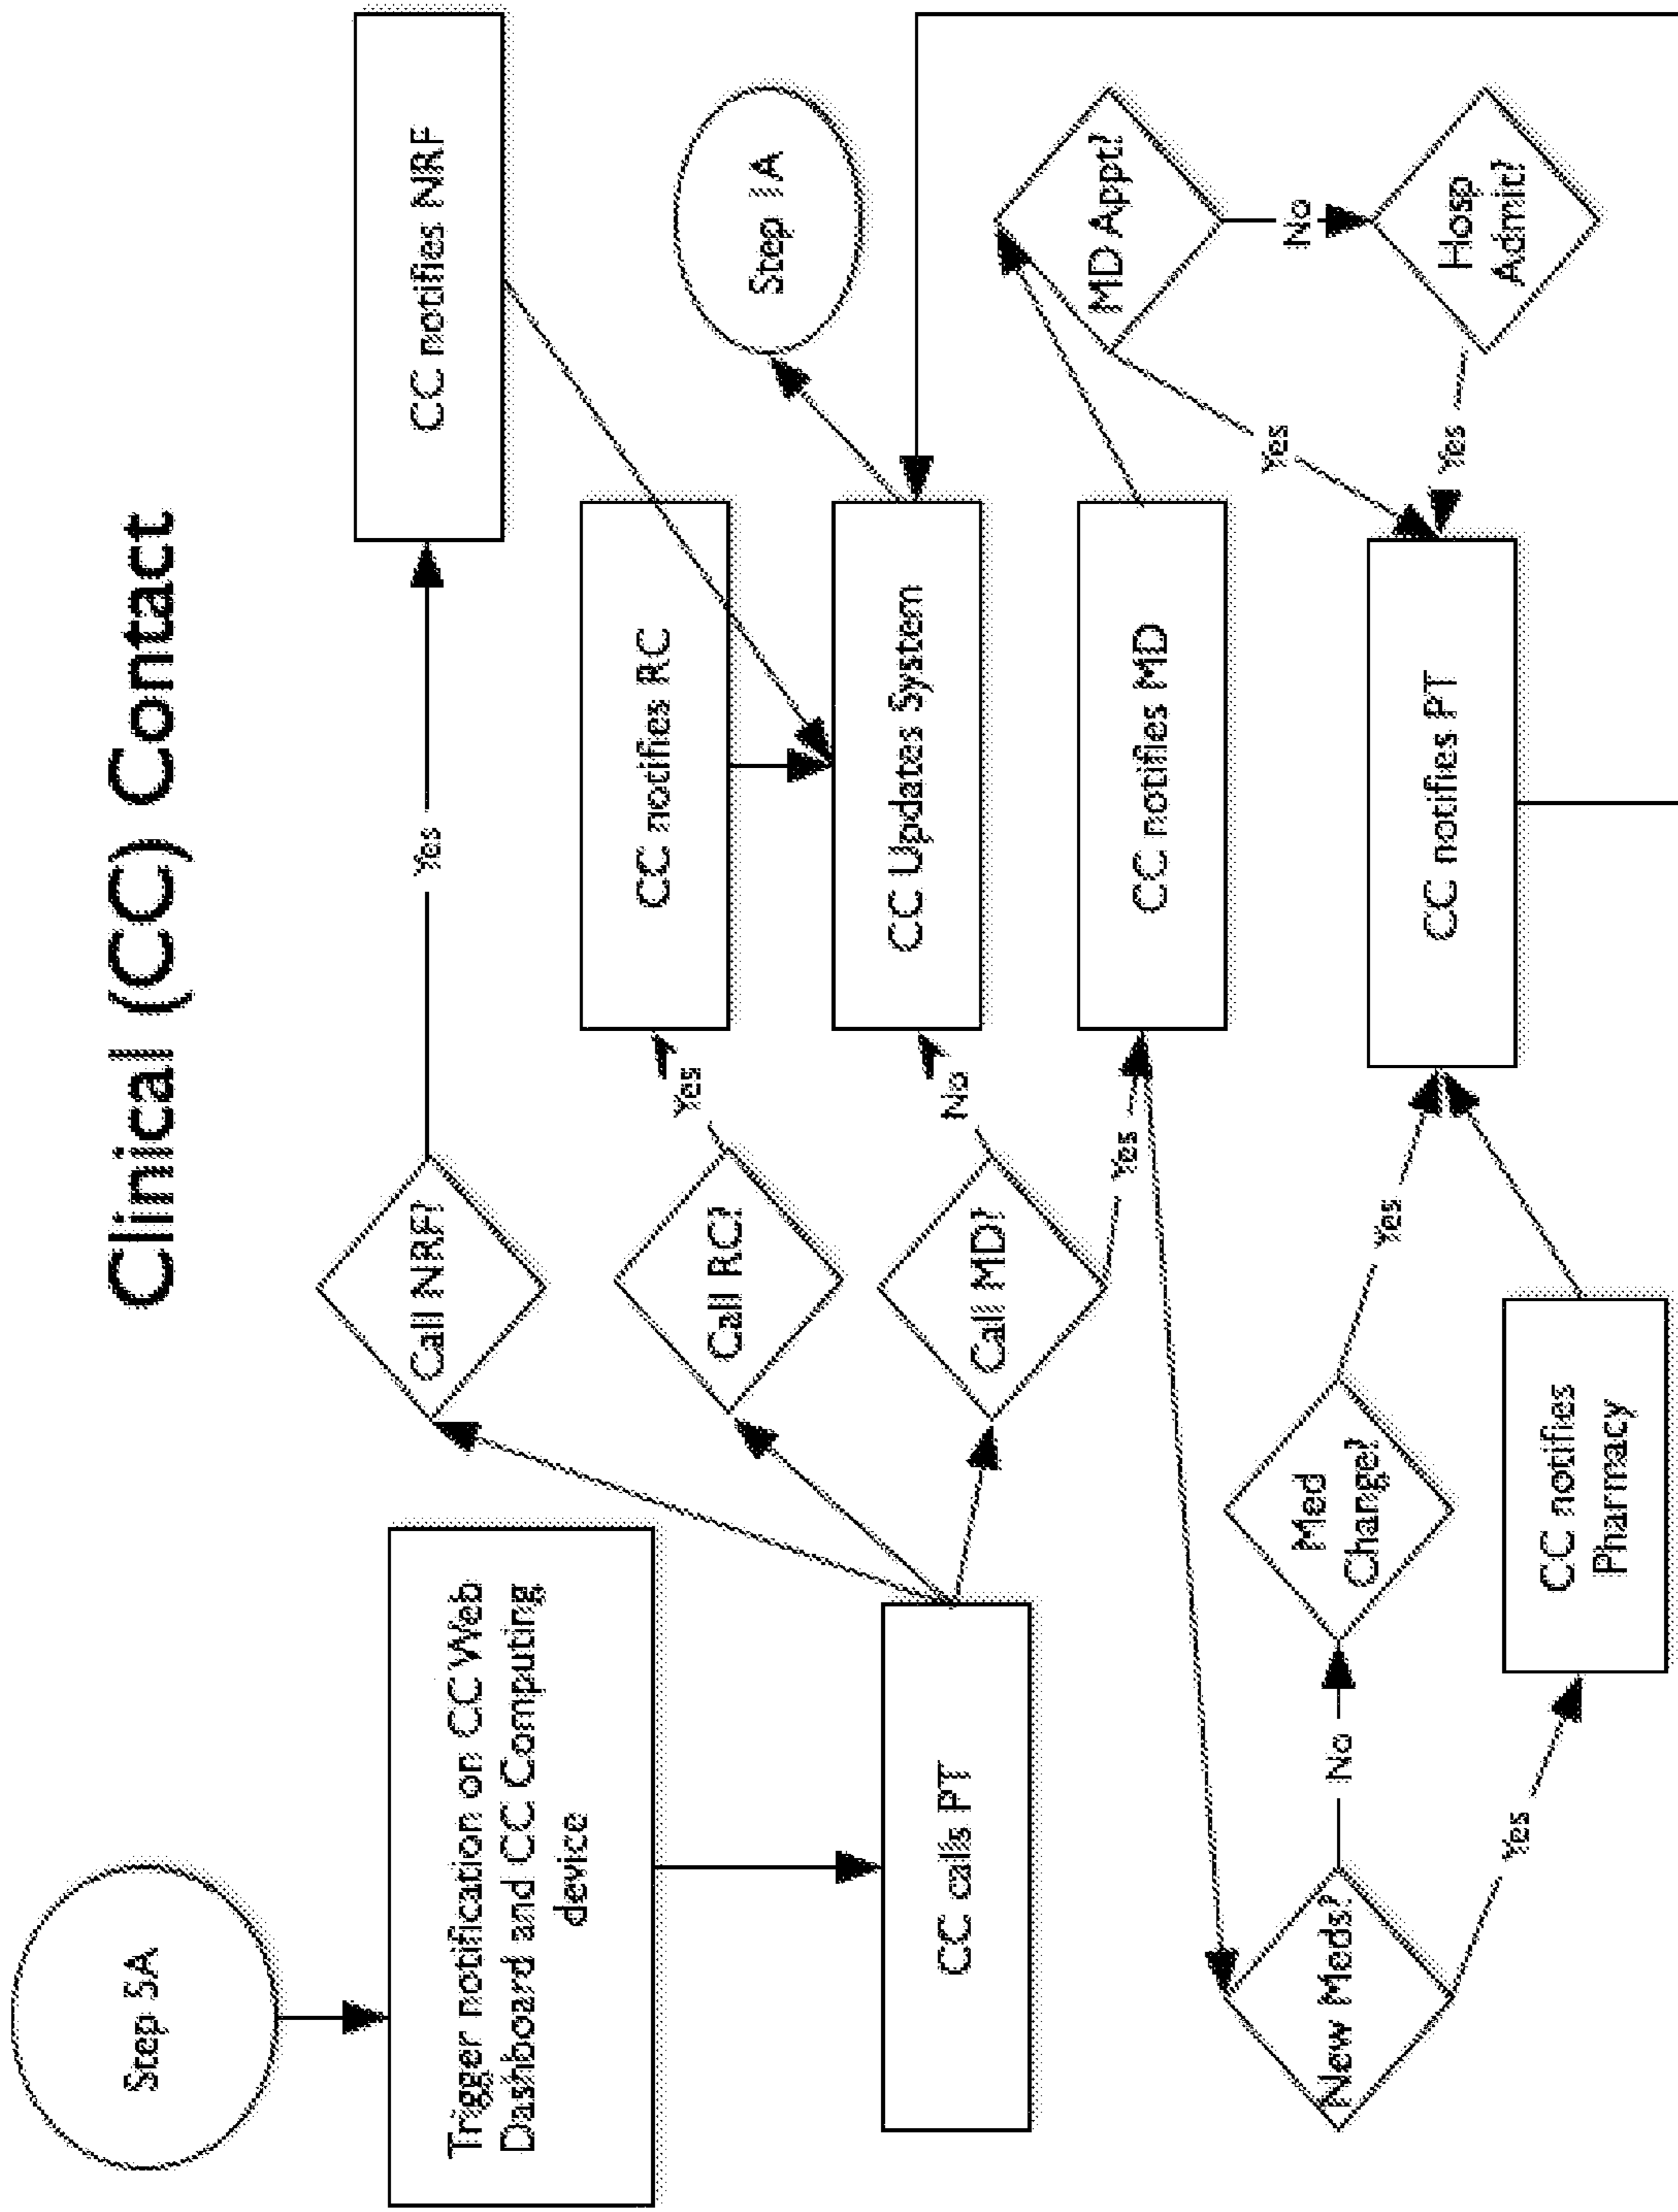 Clinical (CC) Contact
Step 5A
Trigger notification on CC Web
Dashboard and CC Computing
device
CC calls PT
Call NRF?
Yes
CC notifies NRF
Call RC?
Yes
CC notifies RC
Call MD?
No
CC Updates System
Step 11A
Yes
CC notifies MD
MD Appt?
Yes
No
Hosp
Admit?
Yes
New Meds?
No
Med
Change?
Yes
CC notifies PT
Yes
CC notifies
Pharmacy